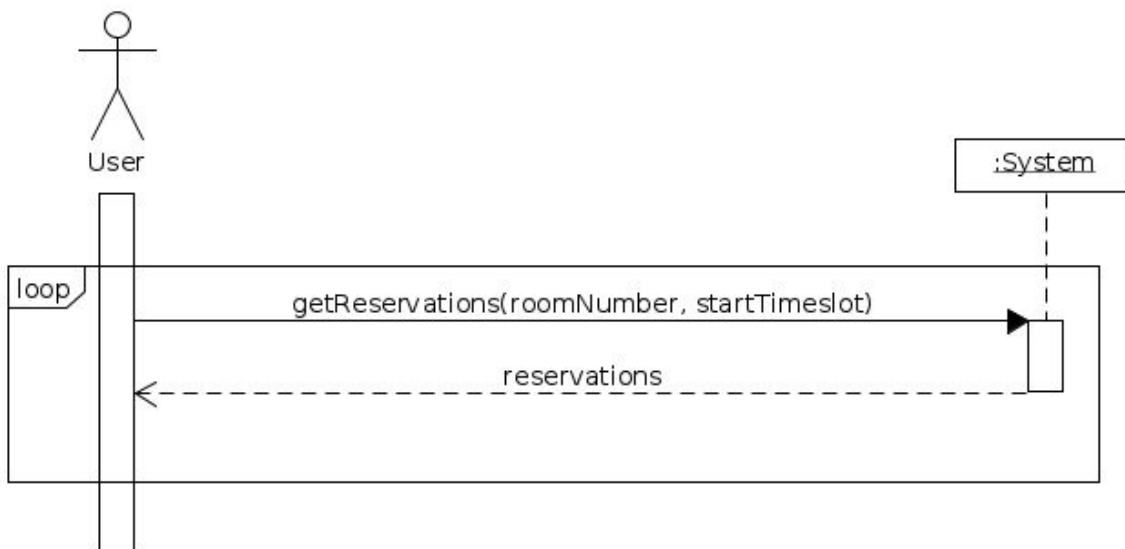 User
:System
loop
getReservations(roomNumber, startTimeslot)
reservations